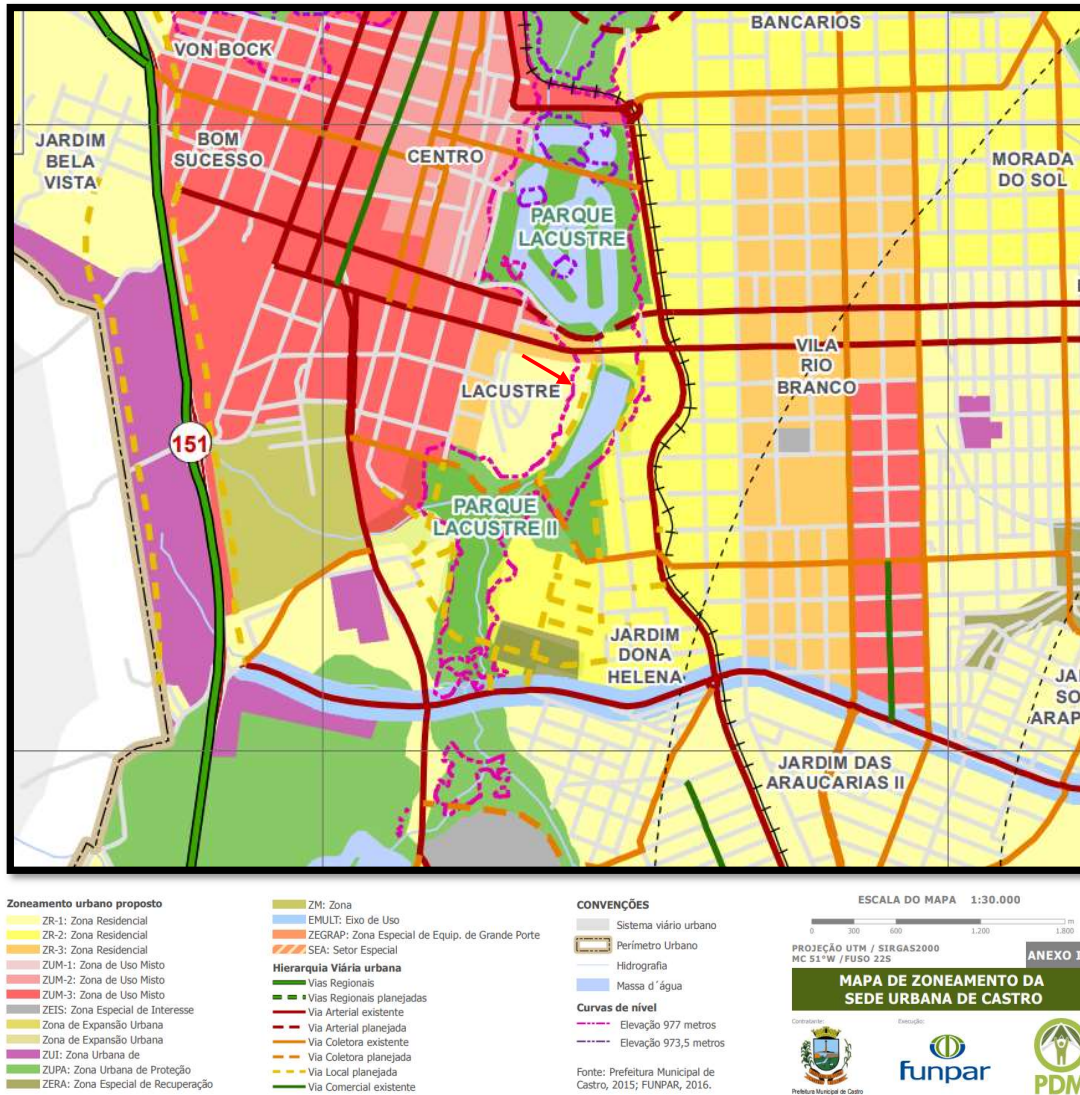 BANCARIOS
VON BOCK
JARDIM
BELA
VISTA
BOM
SUCESSO
CENTRO
MORADA
DO SOL
PARQUE
LACUSTRE
VILA
RIO
BRANCO
LACUSTRE
151
PARQUE
LACUSTRE II
JARDIM
DONA
HELENA
JA
SO
ARAP
JARDIM DAS
ARAUCARIAS II
Zoneamento urbano proposto
ZR-1: Zona Residencial
ZR-2: Zona Residencial
ZR-3: Zona Residencial
ZUM-1: Zona de Uso Misto
ZUM-2: Zona de Uso Misto
ZUM-3: Zona de Uso Misto
ZEIS: Zona Especial de Interesse
Zona de Expansão Urbana
Zona de Expansão Urbana
ZUI: Zona Urbana de
ZUPA: Zona Urbana de Proteção
ZERA: Zona Especial de Recuperação
ZM: Zona
EMULT: Eixo de Uso
ZEGRAP: Zona Especial de Equip. de Grande Porte
SEA: Setor Especial
Hierarquia Viária urbana
Vias Regionais
Vias Regionais planejadas
Via Arterial existente
Via Arterial planejada
Via Coletora existente
Via Coletora planejada
Via Local planejada
Via Comercial existente
CONVENÇÕES
Sistema viário urbano
Perímetro Urbano
Hidrografia
Massa d´água
Curvas de nível
Elevação 977 metros
Elevação 973,5 metros
Fonte: Prefeitura Municipal de
Castro, 2015; FUNPAR, 2016.
ESCALA DO MAPA 1:30.000
m
0 300 600 1.200 1.800
PROJEÇÃO UTM / SIRGAS2000
MC 51°W /FUSO 22S
ANEXO I
MAPA DE ZONEAMENTO DA
SEDE URBANA DE CASTRO
Contratante:
Execução:
Prefeitura Municipal de Castro
funpar
PDM